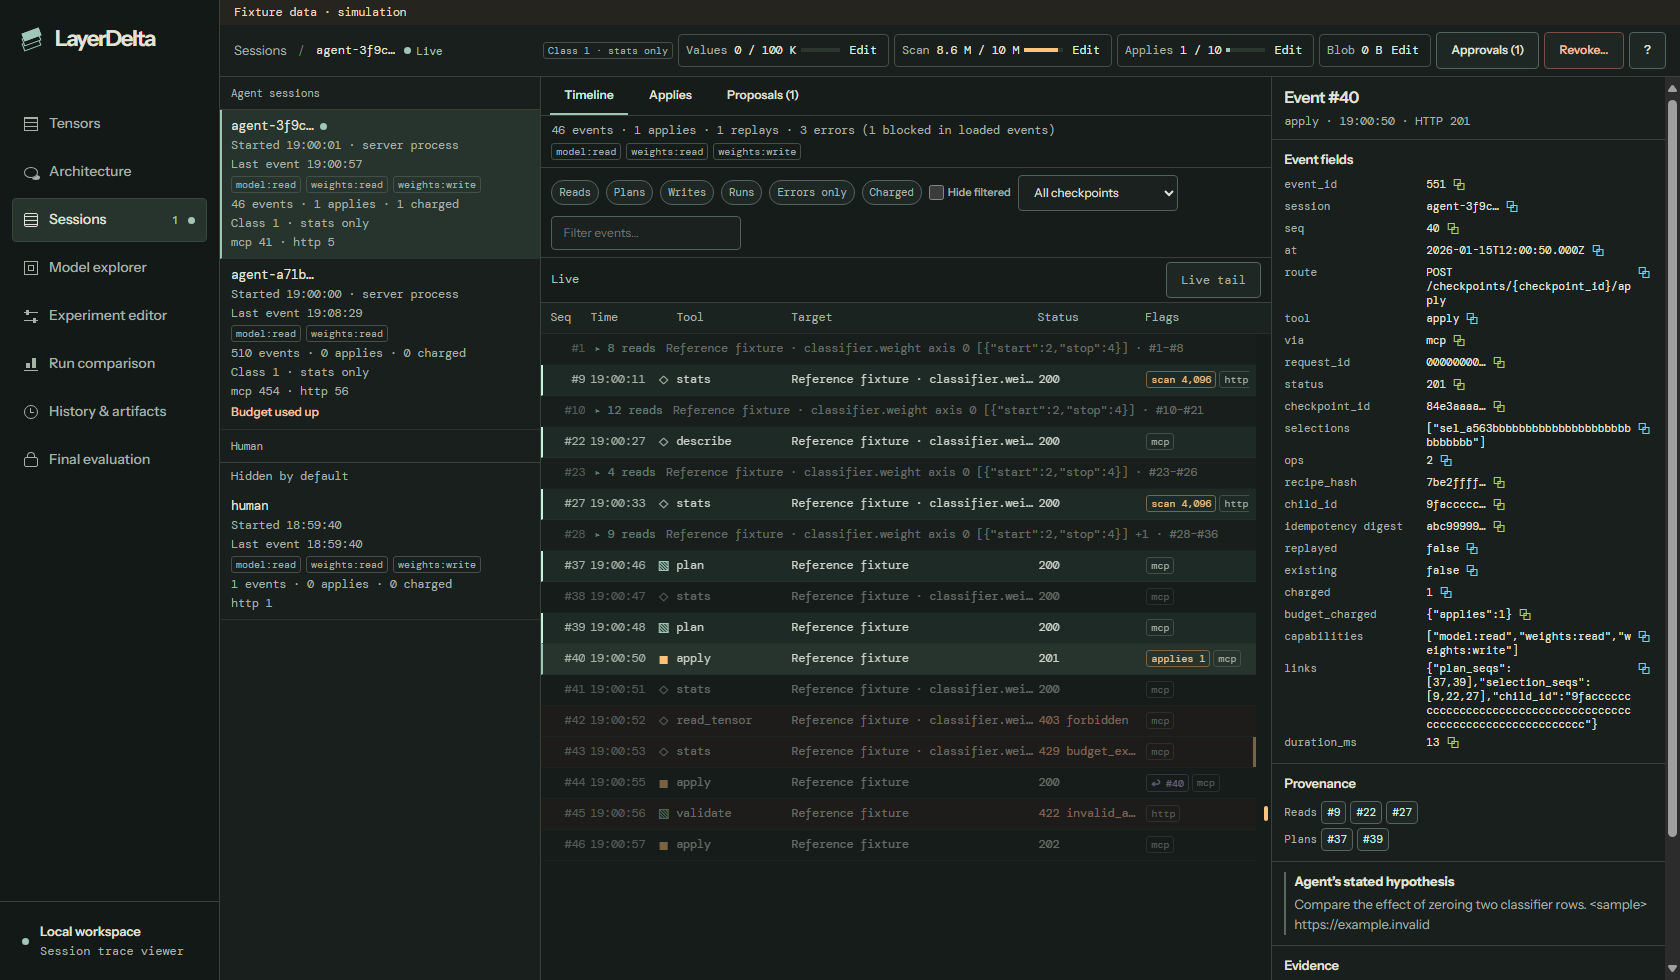 Fixture data · simulation
LayerDelta
Sessions / agent-3f9c… Live
Class 1 · stats only
Values 0 / 100 K Edit
Scan 8.6 M / 10 M Edit
Applies 1 / 10 Edit
Blob 0 B Edit
Approvals (1)
Revoke…
?
Tensors
Architecture
Sessions 1
Model explorer
Experiment editor
Run comparison
History & artifacts
Final evaluation
Local workspace
Session trace viewer
Agent sessions
agent-3f9c…
Started 19:00:01 · server process
Last event 19:00:57
model:read weights:read weights:write
46 events · 1 applies · 1 charged
Class 1 · stats only
mcp 41 · http 5
agent-a71b…
Started 19:00:00 · server process
Last event 19:08:29
model:read weights:read
510 events · 0 applies · 0 charged
Class 1 · stats only
mcp 454 · http 56
Budget used up
Human
Hidden by default
human
Started 18:59:40
Last event 18:59:40
model:read weights:read weights:write
1 events · 0 applies · 0 charged
http 1
Timeline Applies Proposals (1)
46 events · 1 applies · 1 replays · 3 errors (1 blocked in loaded events)
model:read weights:read weights:write
Reads Plans Writes Runs Errors only Charged Hide filtered All checkpoints
Filter events…
Live Live tail
Seq Time Tool Target Status Flags
#1 ▸ 8 reads Reference fixture · classifier.weight axis 0 [{"start":2,"stop":4}] · #1–#8
#9 19:00:11 ◇ stats Reference fixture · classifier.wei… 200 scan 4,096 http
#10 ▸ 12 reads Reference fixture · classifier.weight axis 0 [{"start":2,"stop":4}] · #10–#21
#22 19:00:27 ◇ describe Reference fixture · classifier.wei… 200 mcp
#23 ▸ 4 reads Reference fixture · classifier.weight axis 0 [{"start":2,"stop":4}] · #23–#26
#27 19:00:33 ◇ stats Reference fixture · classifier.wei… 200 scan 4,096 http
#28 ▸ 9 reads Reference fixture · classifier.weight axis 0 [{"start":2,"stop":4}] +1 · #28–#36
#37 19:00:46 ▧ plan Reference fixture 200 mcp
#38 19:00:47 ◇ stats Reference fixture · classifier.wei… 200 mcp
#39 19:00:48 ▧ plan Reference fixture 200 mcp
#40 19:00:50 ■ apply Reference fixture 201 applies 1 mcp
#41 19:00:51 ◇ stats Reference fixture · classifier.wei… 200 mcp
#42 19:00:52 ◇ read_tensor Reference fixture · classifier.wei… 403 forbidden mcp
#43 19:00:53 ◇ stats Reference fixture · classifier.wei… 429 budget_ex… mcp
#44 19:00:55 ■ apply Reference fixture 200 ↩ #40 mcp
#45 19:00:56 ▧ validate Reference fixture 422 invalid_a… http
#46 19:00:57 ■ apply Reference fixture 202 mcp
Event #40
apply · 19:00:50 · HTTP 201
Event fields
event_id 551
session agent-3f9c…
seq 40
at 2026-01-15T12:00:50.000Z
route POST
/checkpoints/{checkpoint_id}/ap
ply
tool apply
via mcp
request_id 00000000…
status 201
checkpoint_id 84e3aaaa…
selections ["sel_a563bbbbbbbbbbbbbbbbbbbbb
bbbbbbb"]
ops 2
recipe_hash 7be2ffff…
child_id 9faccccc…
idempotency digest abc99999…
replayed false
existing false
charged 1
budget_charged {"applies":1}
capabilities ["model:read","weights:read","w
eights:write"]
links {"plan_seqs":
[37,39],"selection_seqs":
[9,22,27],"child_id":"9facccccc
ccccccccccccccccccccccccccccccc
cccccccccccccccccccccccc"}
duration_ms 13
Provenance
Reads #9 #22 #27
Plans #37 #39
Agent's stated hypothesis
Compare the effect of zeroing two classifier rows. <sample>
https://example.invalid
Evidence